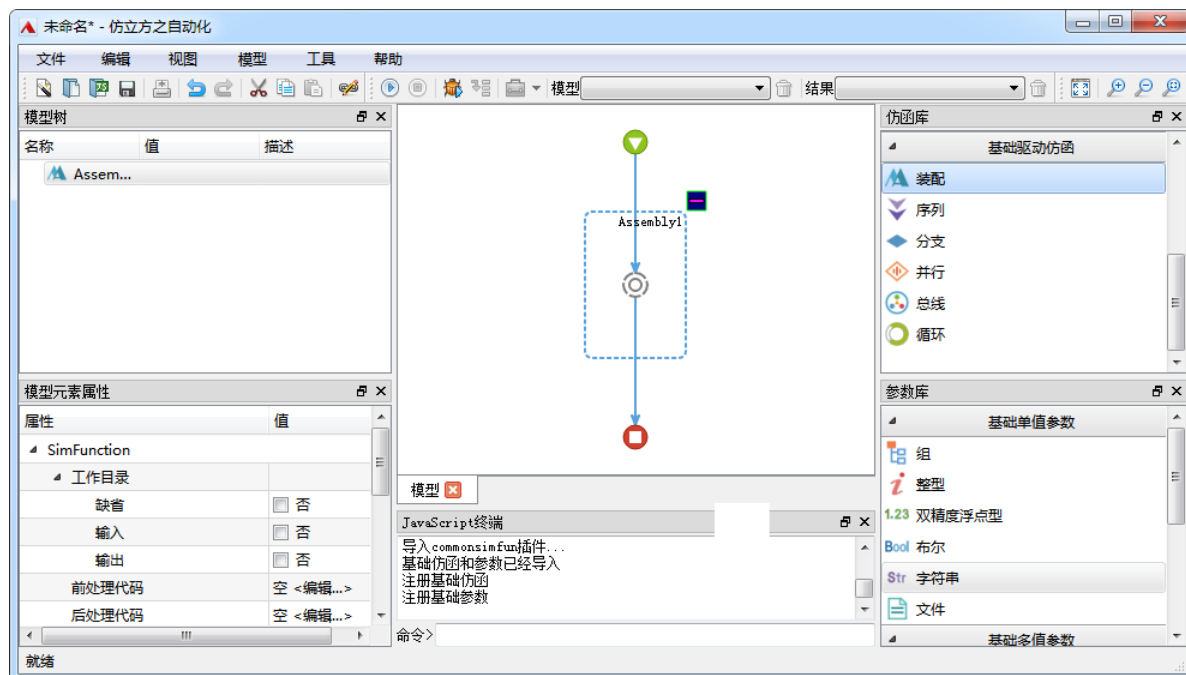 未命名* - 仿立方之自动化
文件 编辑 视图 模型 工具 帮助
模型 结果
模型树
名称 值 描述
Assem...
模型元素属性
属性 值
SimFunction
工作目录
缺省 否
输入 否
输出 否
前处理代码 空 <编辑...>
后处理代码 空 <编辑...>
Assembly1
模型
JavaScript终端
导入commonsimfun插件...
基础仿函和参数已经导入
注册基础仿函
注册基础参数
命令>
仿函库
基础驱动仿函
装配
序列
分支
并行
总线
循环
参数库
基础单值参数
组
整型
1.23 双精度浮点型
Bool 布尔
Str 字符串
文件
基础多值参数
就绪